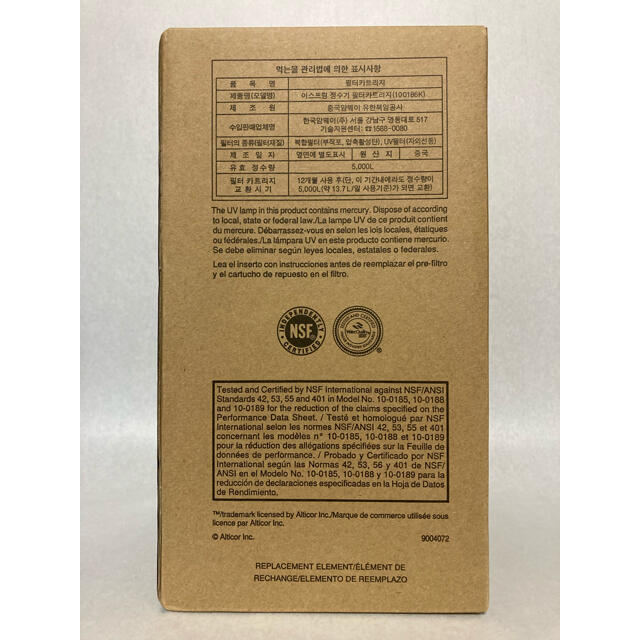 먹는물 관리법에 의한 표시사항
품 목 명 필터카트리지
제품명(모델명) 이스프링 정수기 필터카트리지(100186K)
제 조 원 중국암웨이 유한책임공사
수입판매업체명 한국암웨이(주) 서울 강남구 영동대로 517
기술지원센터: ☎1588-0080
필터의 종류(필터재질) 복합필터(부직포, 압축활성탄), UV필터(자외선등)
제 조 일 자 옆면에 별도표시 원 산 지 중국
유 효 정 수 량 5,000L
필터 카트리지 교 환 시 기 12개월 사용 후(단, 이 기간내에라도 정수량이
5,000L(약 13.7L/일 사용기준)가 되면 교환)
The UV lamp in this product contains mercury. Dispose of according
to local, state or federal law./La lampe UV de ce produit contient
du mercure. Débarrassez-vous en selon les lois locales, étatiques
ou fédérales./La lámpara UV en este producto contiene mercurio.
Se debe eliminar según leyes locales, estatales o federales.
Lea el inserto con instrucciones antes de reemplazar el pre-filtro
y el cartucho de repuesto en el filtro.
INDEPENDENTLY
NSF
CERTIFIED
Tested and Certified by NSF International against NSF/ANSI
Standards 42, 53, 55 and 401 in Model No. 10-0185, 10-0188
and 10-0189 for the reduction of the claims specified on the
Performance Data Sheet. / Testé et homologué par NSF
International selon les normes NSF/ANSI 42, 53, 55 et 401
concernant les modèles n° 10-0185, 10-0188 et 10-0189
pour la réduction des allégations spécifiées sur la Feuille de
données de performance. / Probado y Certificado por NSF
International según las Normas 42, 53, 56 y 401 de NSF/
ANSI en el Modelo No. 10-0185, 10-0188 y 10-0189 para la
reducción de declaraciones especificadas en la Hoja de Datos
de Rendimiento.
™/trademark licensed by Alticor Inc./Marque de commerce utilisée sous
licence par Alticor Inc.
© Alticor Inc. 9004072
REPLACEMENT ELEMENT/ÉLÉMENT DE
RECHANGE/ELEMENTO DE REEMPLAZO